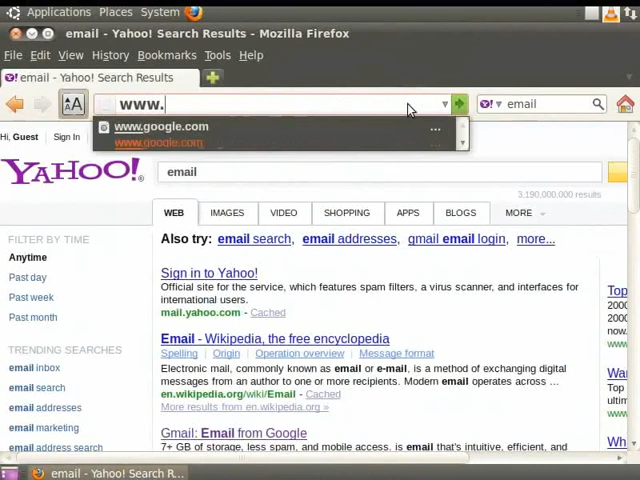 Applications Places System
email - Yahoo! Search Results - Mozilla Firefox
File Edit View History Bookmarks Tools Help
email - Yahoo! Search Results
www.
email
www.google.com ...
www.google.com ...
Hi, Guest Sign In
YAHOO!
email
3,190,000,000 results
WEB IMAGES VIDEO SHOPPING APPS BLOGS MORE
FILTER BY TIME
Anytime
Past day
Past week
Past month
TRENDING SEARCHES
email inbox
email search
email addresses
email marketing
email address search
Also try: email search, email addresses, gmail email login, more...
Sign in to Yahoo!
Official site for the service, which features spam filters, a virus scanner, and interfaces for
international users.
mail.yahoo.com - Cached
Email - Wikipedia, the free encyclopedia
Spelling | Origin | Operation overview | Message format
Electronic mail, commonly known as email or e-mail, is a method of exchanging digital
messages from an author to one or more recipients. Modern email operates across ...
en.wikipedia.org/wiki/Email - Cached
More results from en.wikipedia.org »
Gmail: Email from Google
7+ GB of storage, less spam, and mobile access. is email that's intuitive, efficient, and
Top
2000
2000
now.
www
ultim
www
Wh
email - Yahoo! Search R...